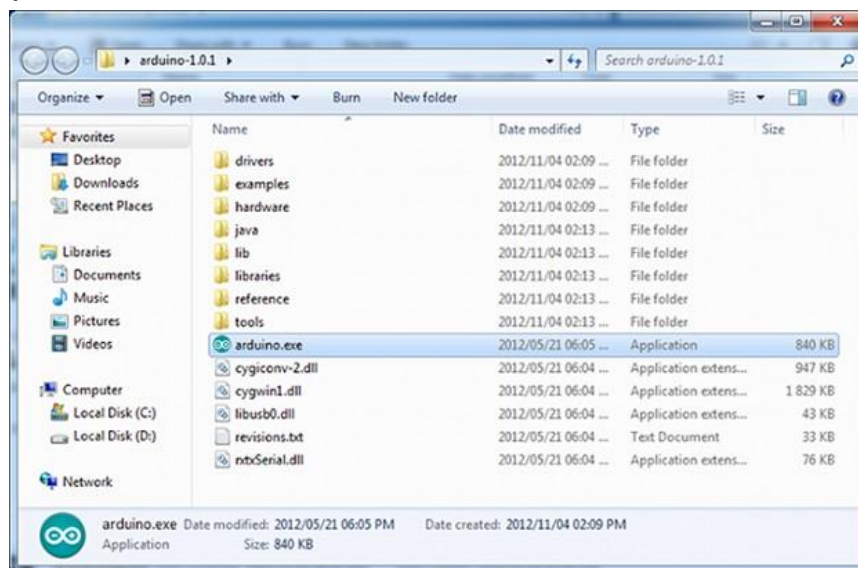 arduino-1.0.1
Search arduino-1.0.1
Organize Open Share with Burn New folder
Name Date modified Type Size
Favorites
Desktop
Downloads
Recent Places
Libraries
Documents
Music
Pictures
Videos
Computer
Local Disk (C:)
Local Disk (D:)
Network
drivers 2012/11/04 02:09 ... File folder
examples 2012/11/04 02:09 ... File folder
hardware 2012/11/04 02:09 ... File folder
java 2012/11/04 02:13 ... File folder
lib 2012/11/04 02:13 ... File folder
libraries 2012/11/04 02:13 ... File folder
reference 2012/11/04 02:13 ... File folder
tools 2012/11/04 02:13 ... File folder
arduino.exe 2012/05/21 06:05 ... Application 840 KB
cygiconv-2.dll 2012/05/21 06:04 ... Application extens... 947 KB
cygwin1.dll 2012/05/21 06:04 ... Application extens... 1 829 KB
libusb0.dll 2012/05/21 06:04 ... Application extens... 43 KB
revisions.txt 2012/05/21 06:04 ... Text Document 33 KB
rxtxSerial.dll 2012/05/21 06:04 ... Application extens... 76 KB
arduino.exe Date modified: 2012/05/21 06:05 PM Date created: 2012/11/04 02:09 PM
Application Size: 840 KB